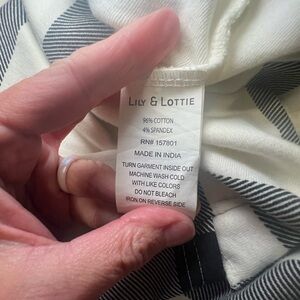 LILY & LOTTIE
96% COTTON
4% SPANDEX
RN# 157801
MADE IN INDIA
TURN GARMENT INSIDE OUT
MACHINE WASH COLD
WITH LIKE COLORS
DO NOT BLEACH
IRON ON REVERSE SIDE